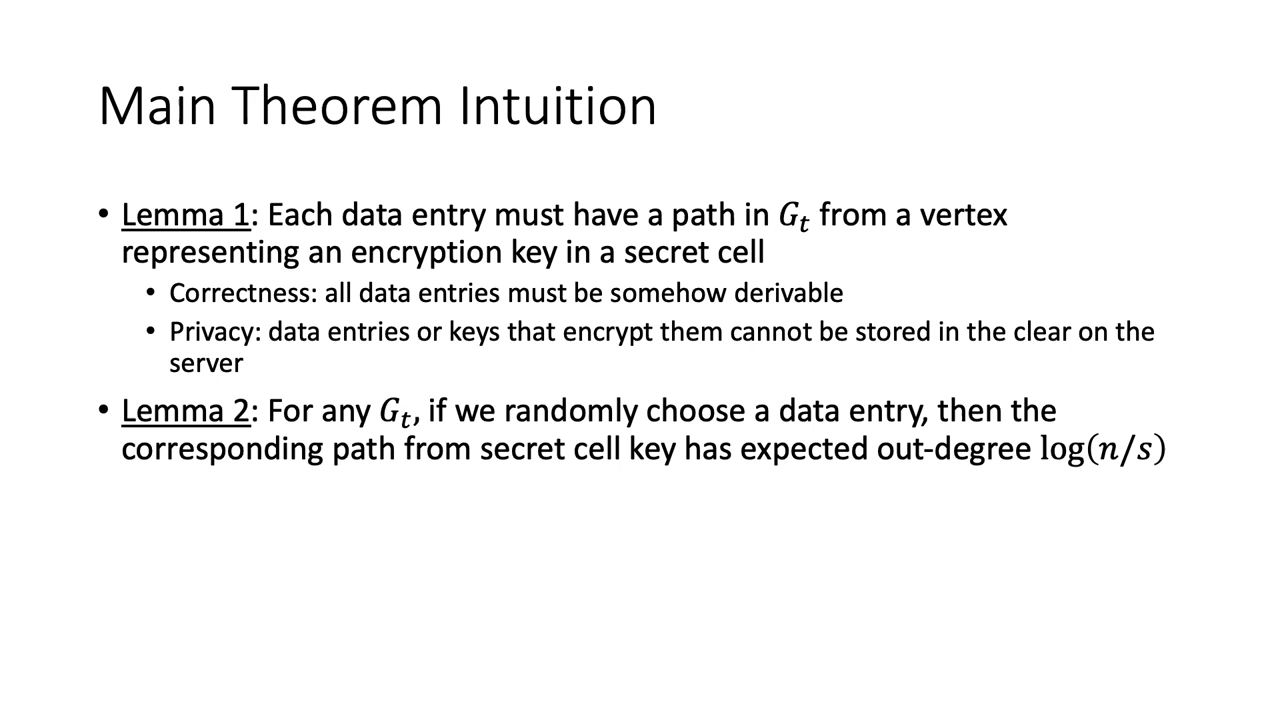 Main Theorem Intuition
• Lemma 1: Each data entry must have a path in 𝐺ₜ from a vertex
representing an encryption key in a secret cell
• Correctness: all data entries must be somehow derivable
• Privacy: data entries or keys that encrypt them cannot be stored in the clear on the
server
• Lemma 2: For any 𝐺ₜ, if we randomly choose a data entry, then the
corresponding path from secret cell key has expected out-degree log(𝑛/𝑠)